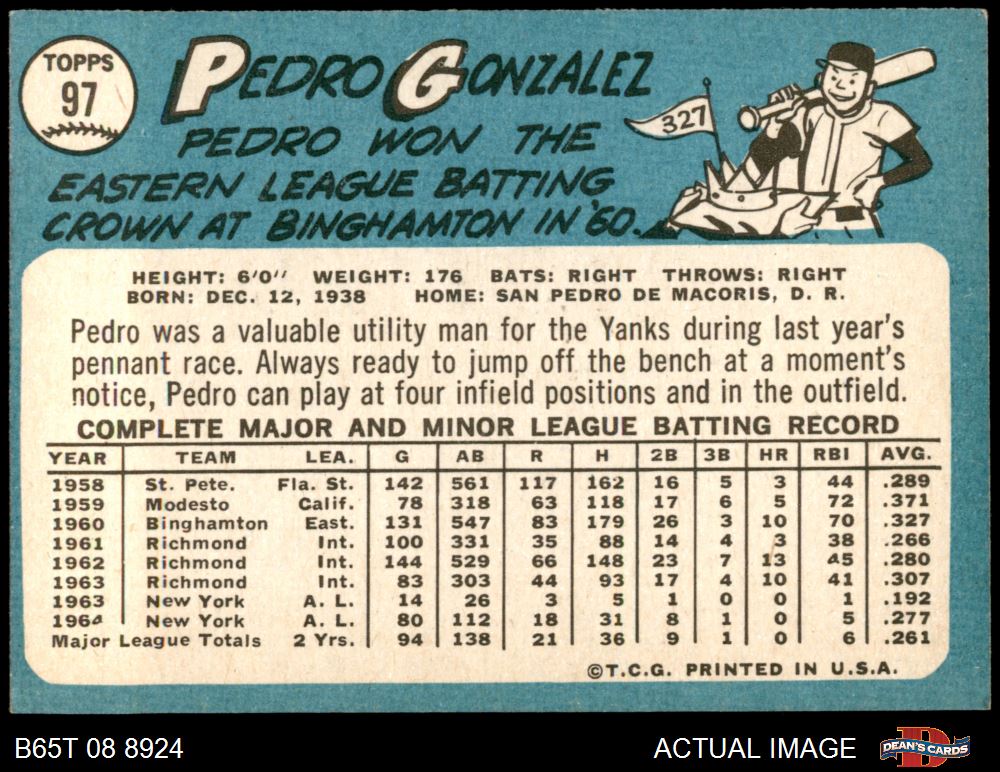 TOPPS
97
PEDRO GONZALEZ
PEDRO WON THE
EASTERN LEAGUE BATTING
CROWN AT BINGHAMTON IN '60.
327
HEIGHT: 6'0" WEIGHT: 176 BATS: RIGHT THROWS: RIGHT
BORN: DEC. 12, 1938 HOME: SAN PEDRO DE MACORIS, D. R.
Pedro was a valuable utility man for the Yanks during last year's
pennant race. Always ready to jump off the bench at a moment's
notice, Pedro can play at four infield positions and in the outfield.
COMPLETE MAJOR AND MINOR LEAGUE BATTING RECORD
YEAR TEAM LEA. G AB R H 2B 3B HR RBI AVG.
1958 St. Pete. Fla. St. 142 561 117 162 16 5 3 44 .289
1959 Modesto Calif. 78 318 63 118 17 6 5 72 .371
1960 Binghamton East. 131 547 83 179 26 3 10 70 .327
1961 Richmond Int. 100 331 35 88 14 4 3 38 .266
1962 Richmond Int. 144 529 66 148 23 7 13 45 .280
1963 Richmond Int. 83 303 44 93 17 4 10 41 .307
1963 New York A. L. 14 26 3 5 1 0 0 1 .192
1964 New York A. L. 80 112 18 31 8 1 0 5 .277
Major League Totals 2 Yrs. 94 138 21 36 9 1 0 6 .261
©T.C.G. PRINTED IN U.S.A.
B65T 08 8924 ACTUAL IMAGE D DEAN'S CARDS